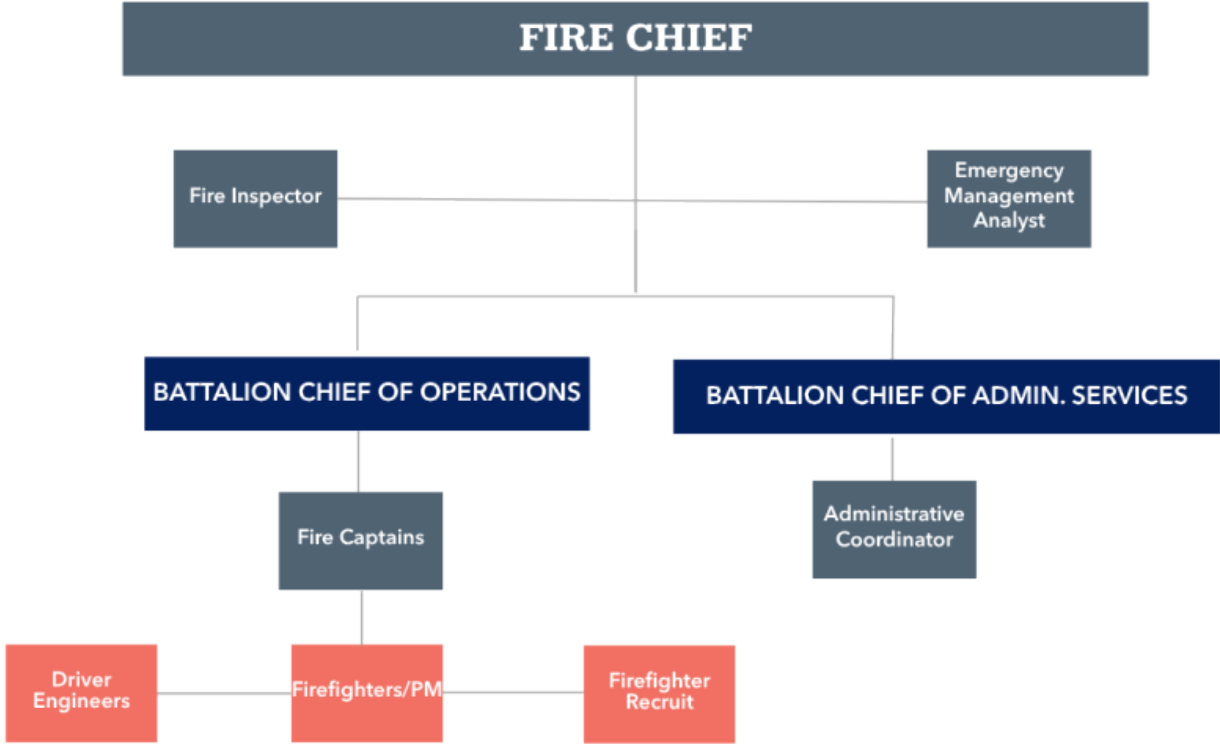 FIRE CHIEF
Fire Inspector
Emergency
Management
Analyst
BATTALION CHIEF OF OPERATIONS
BATTALION CHIEF OF ADMIN. SERVICES
Fire Captains
Administrative
Coordinator
Driver
Engineers
Firefighters/PM
Firefighter
Recruit